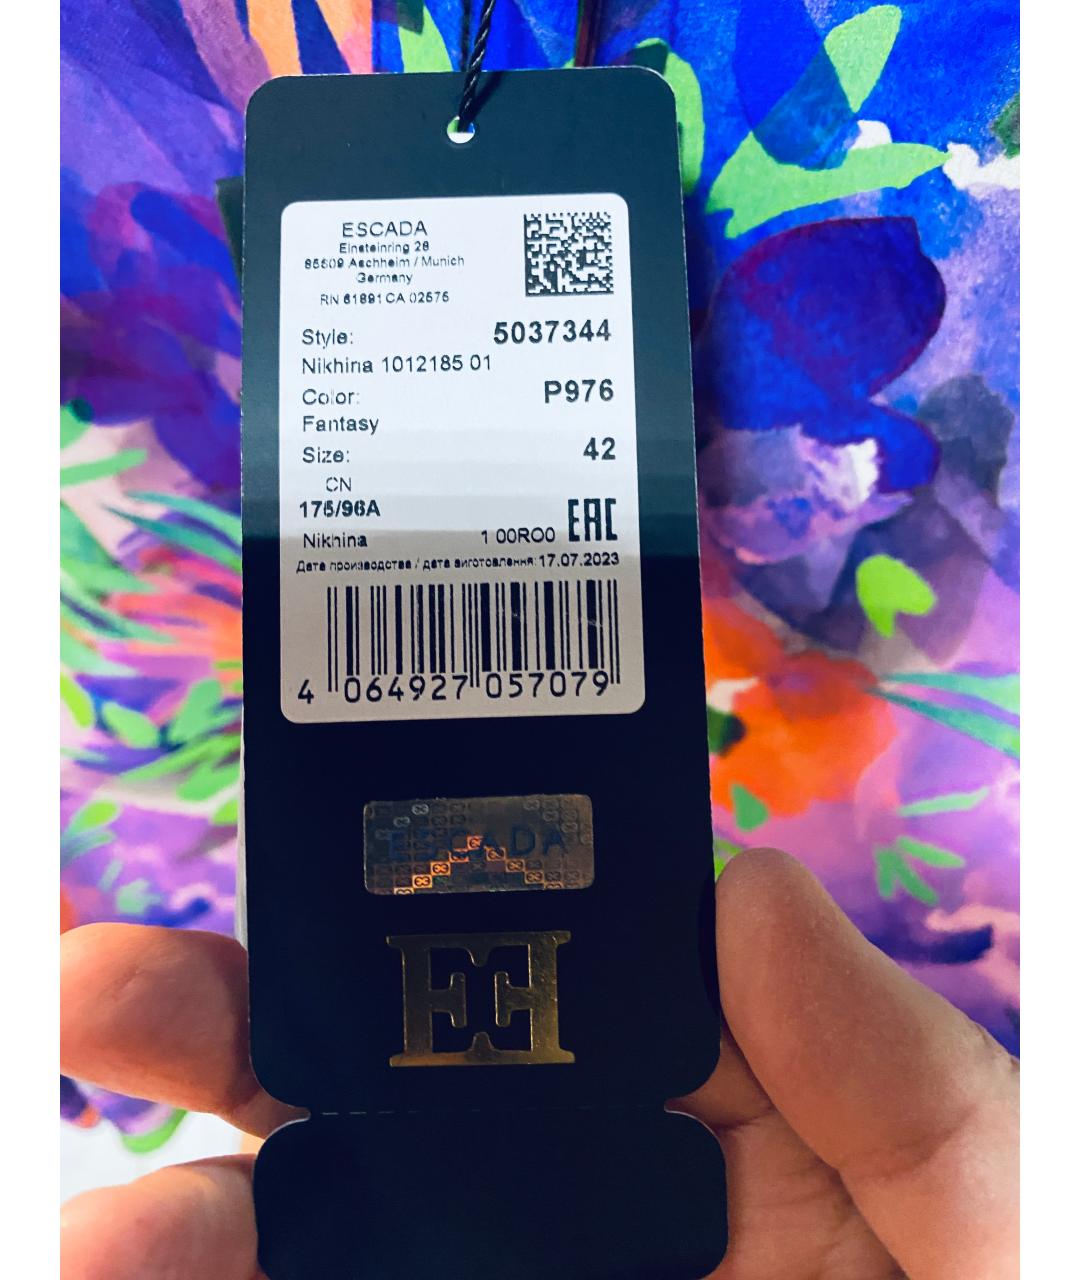 ESCADA
Einsteinring 28
85609 Aschheim / Munich
Germany
RN 61891 CA 02575
Style: 5037344
Nikhina 1012185 01
Color: P976
Fantasy
Size: 42
CN
175/96A
Nikhina 1 00RO0 EAC
Дата производства / дата виготовлення: 17.07.2023
4 064927 057079
ESCADA